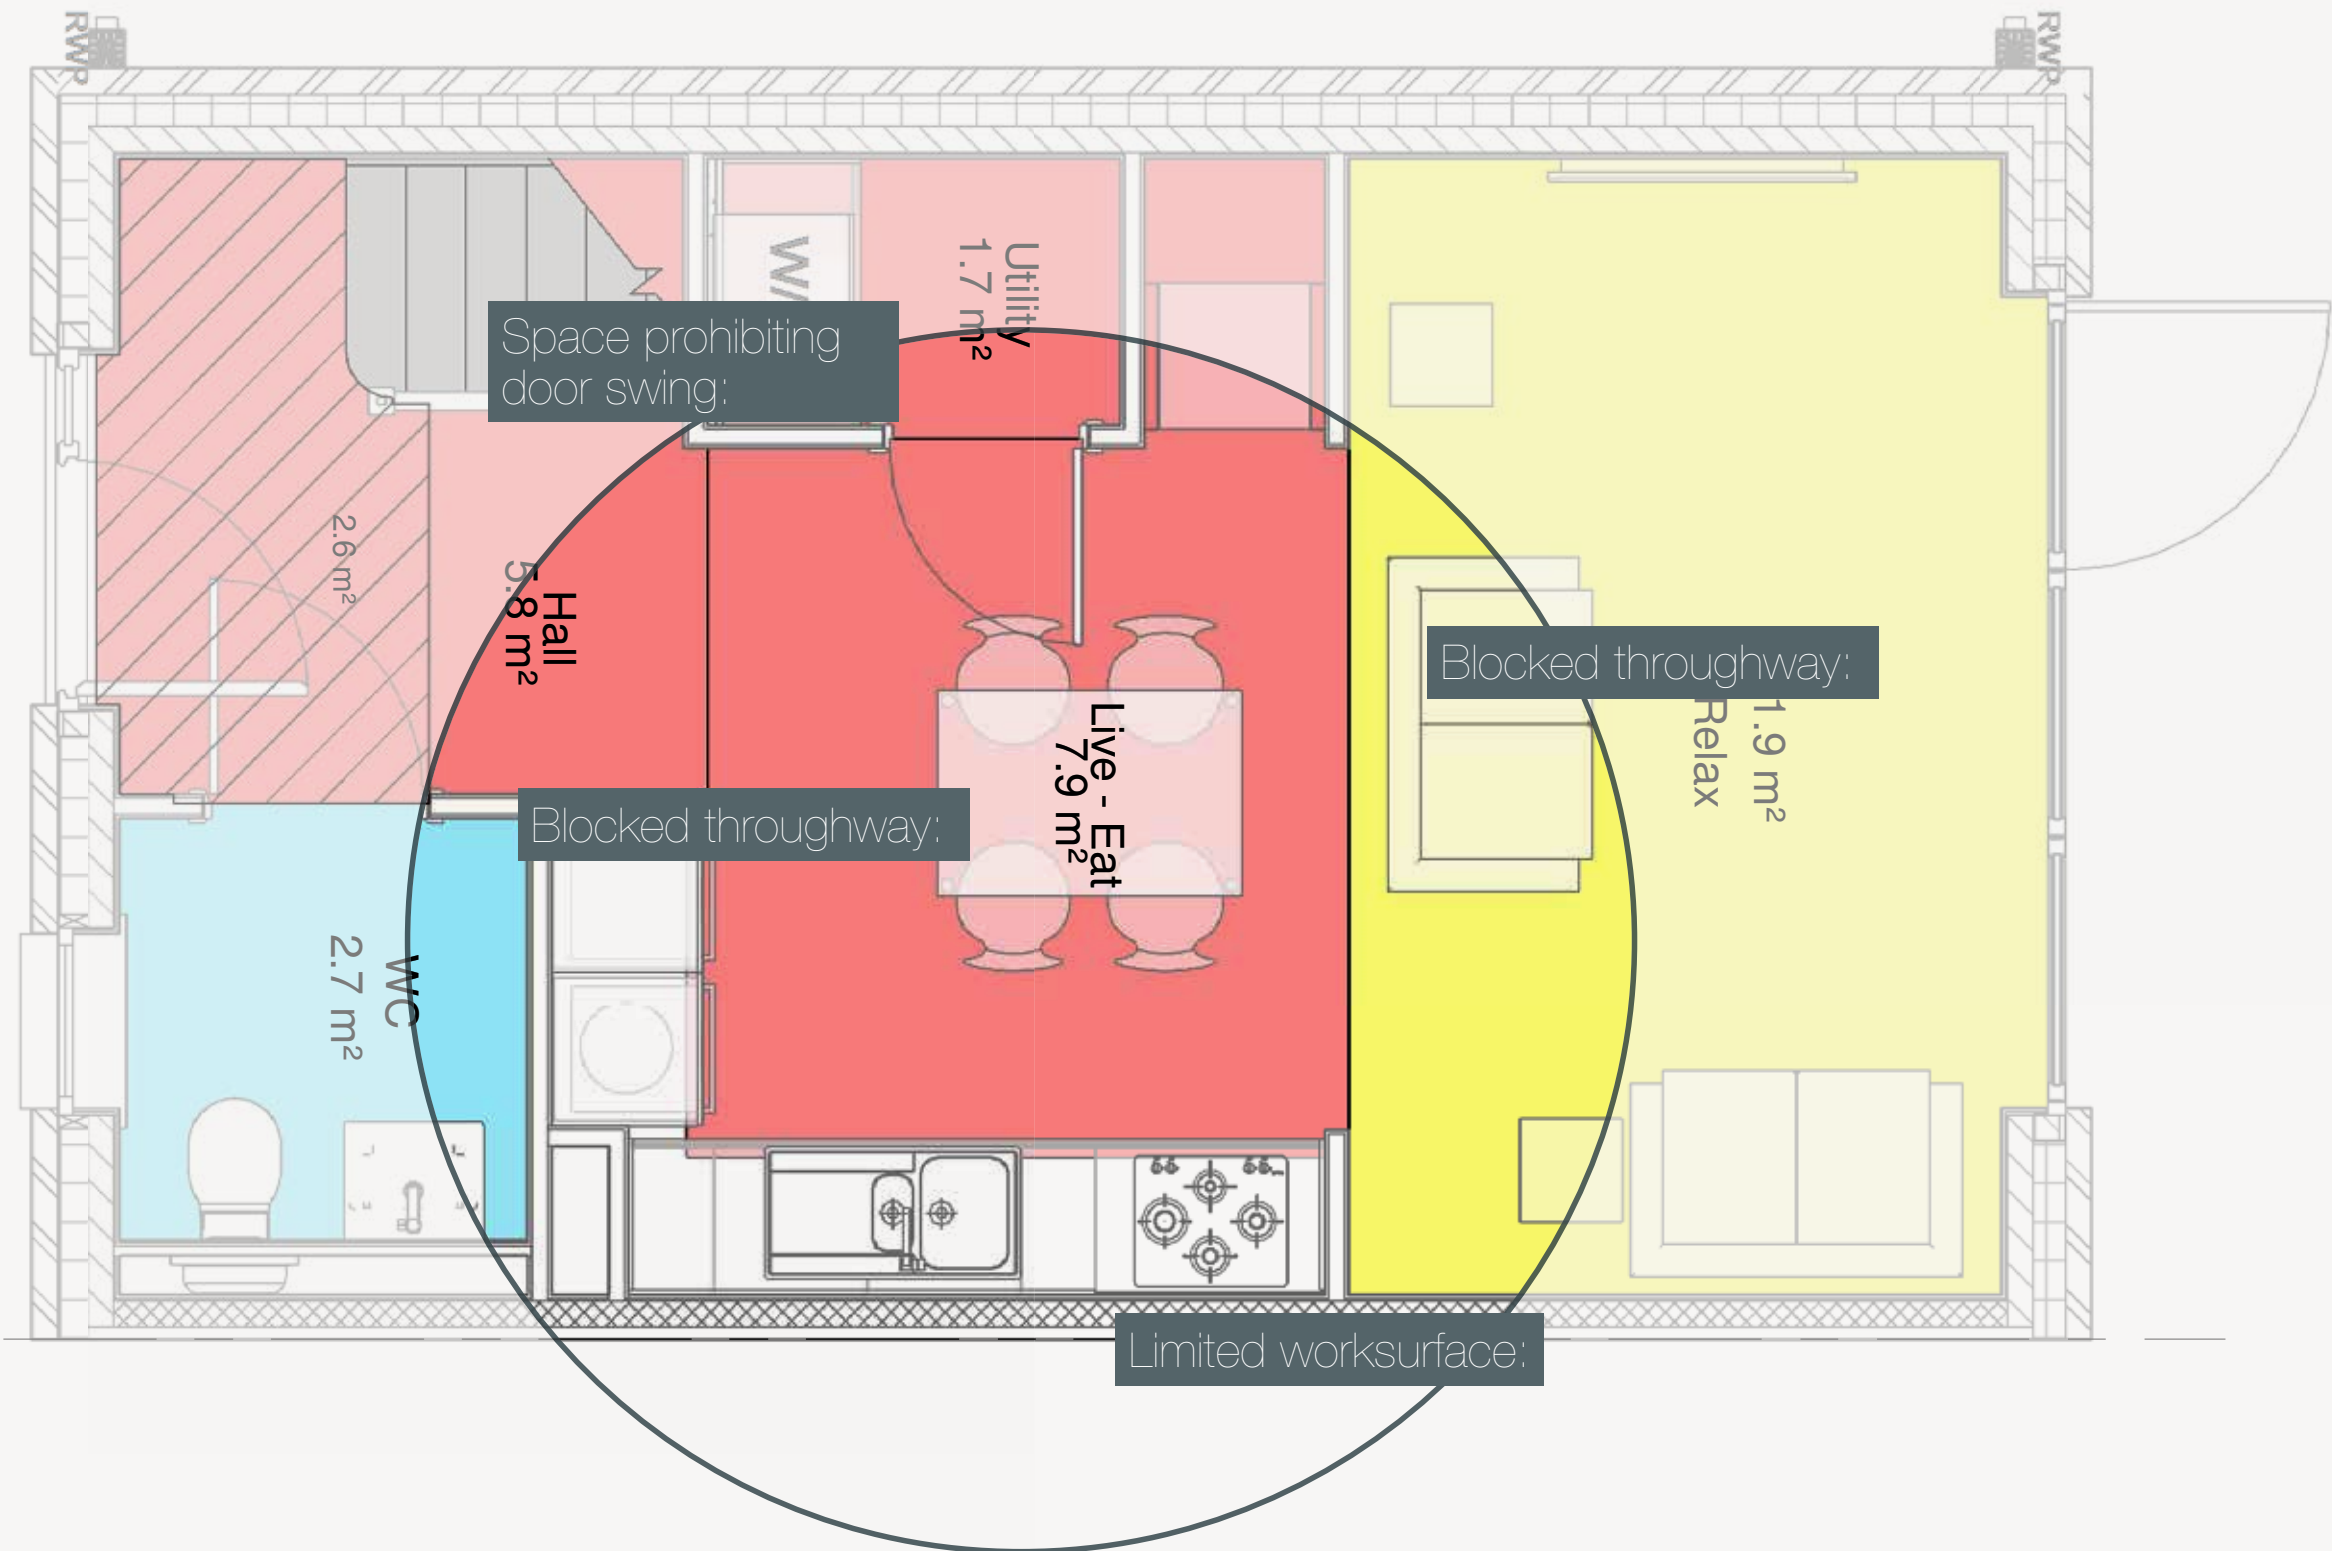 RWP
RWP
Utility
1.7 m²
Space prohibiting
door swing:
2.6 m²
Hall
5.8 m²
Blocked throughway:
Relax
Live - Eat
7.9 m²
Blocked throughway:
WC
2.7 m²
Limited worksurface: